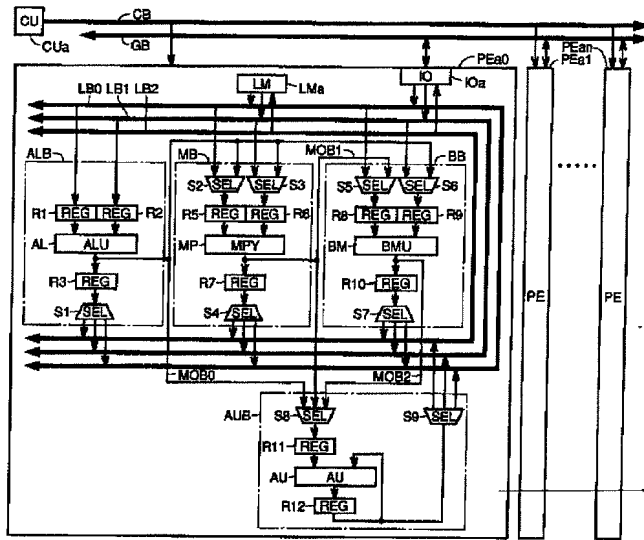 CU
CB
CUa
GB
PEan
PEa0
PEa1
LM
LMa
IO
IOa
LB0 LB1 LB2
ALB
MB
MOB1
BB
S2 SEL SEL S3
S5 SEL SEL S6
R1 REG REG R2
R5 REG REG R6
R8 REG REG R9
AL ALU
MP MPY
BM BMU
R3 REG
R7 REG
R10 REG
S1 SEL
S4 SEL
S7 SEL
PE
PE
MOB0
MOB2
AUB
S8 SEL
S9 SEL
R11 REG
AU AU
R12 REG